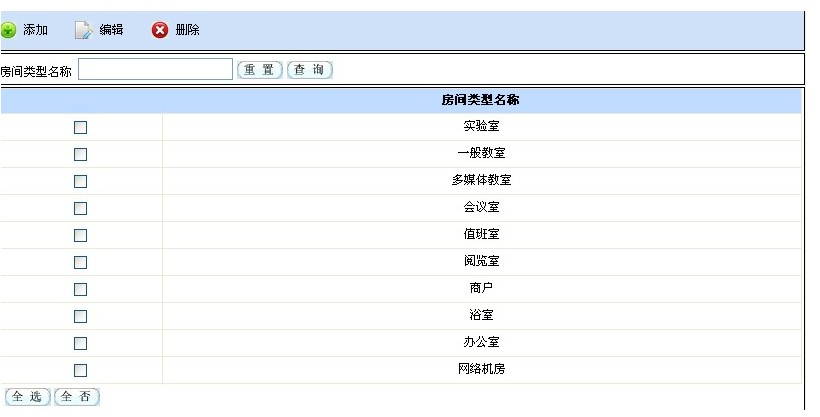 添加 编辑 删除
房间类型名称 重置 查询
房间类型名称
实验室
一般教室
多媒体教室
会议室
值班室
阅览室
商户
浴室
办公室
网络机房
全选 全否